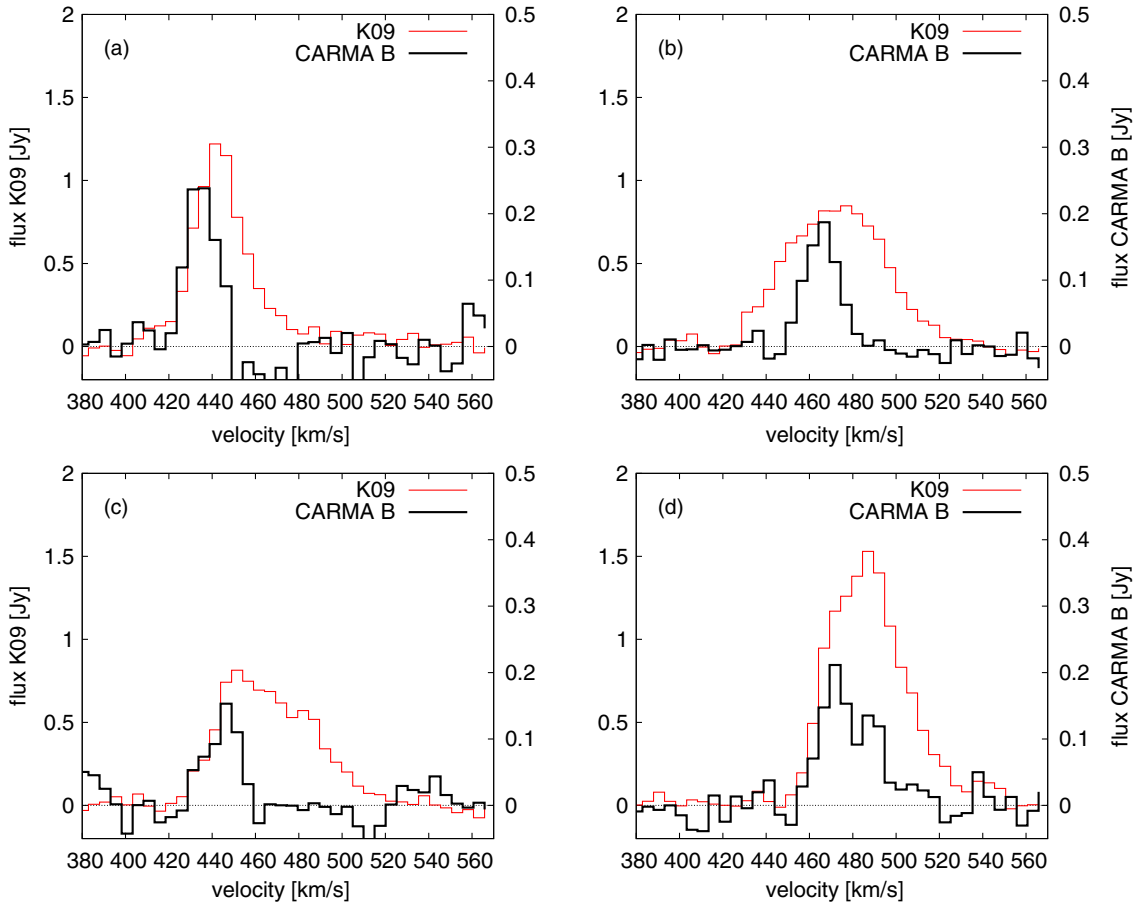 2 (a) K09 0.5 2 (b) K09 0.5
CARMA B CARMA B
1.5 0.4 1.5 0.4
flux K09 [Jy] 1 0.3 1 0.3 flux CARMA B [Jy]
0.2 0.2
0.5 0.1 0.5 0.1
0 0 0 0
380 400 420 440 460 480 500 520 540 560 380 400 420 440 460 480 500 520 540 560
velocity [km/s] velocity [km/s]
2 (c) K09 0.5 2 (d) K09 0.5
CARMA B CARMA B
1.5 0.4 1.5 0.4
flux K09 [Jy] 1 0.3 1 0.3 flux CARMA B [Jy]
0.2 0.2
0.5 0.1 0.5 0.1
0 0 0 0
380 400 420 440 460 480 500 520 540 560 380 400 420 440 460 480 500 520 540 560
velocity [km/s] velocity [km/s]